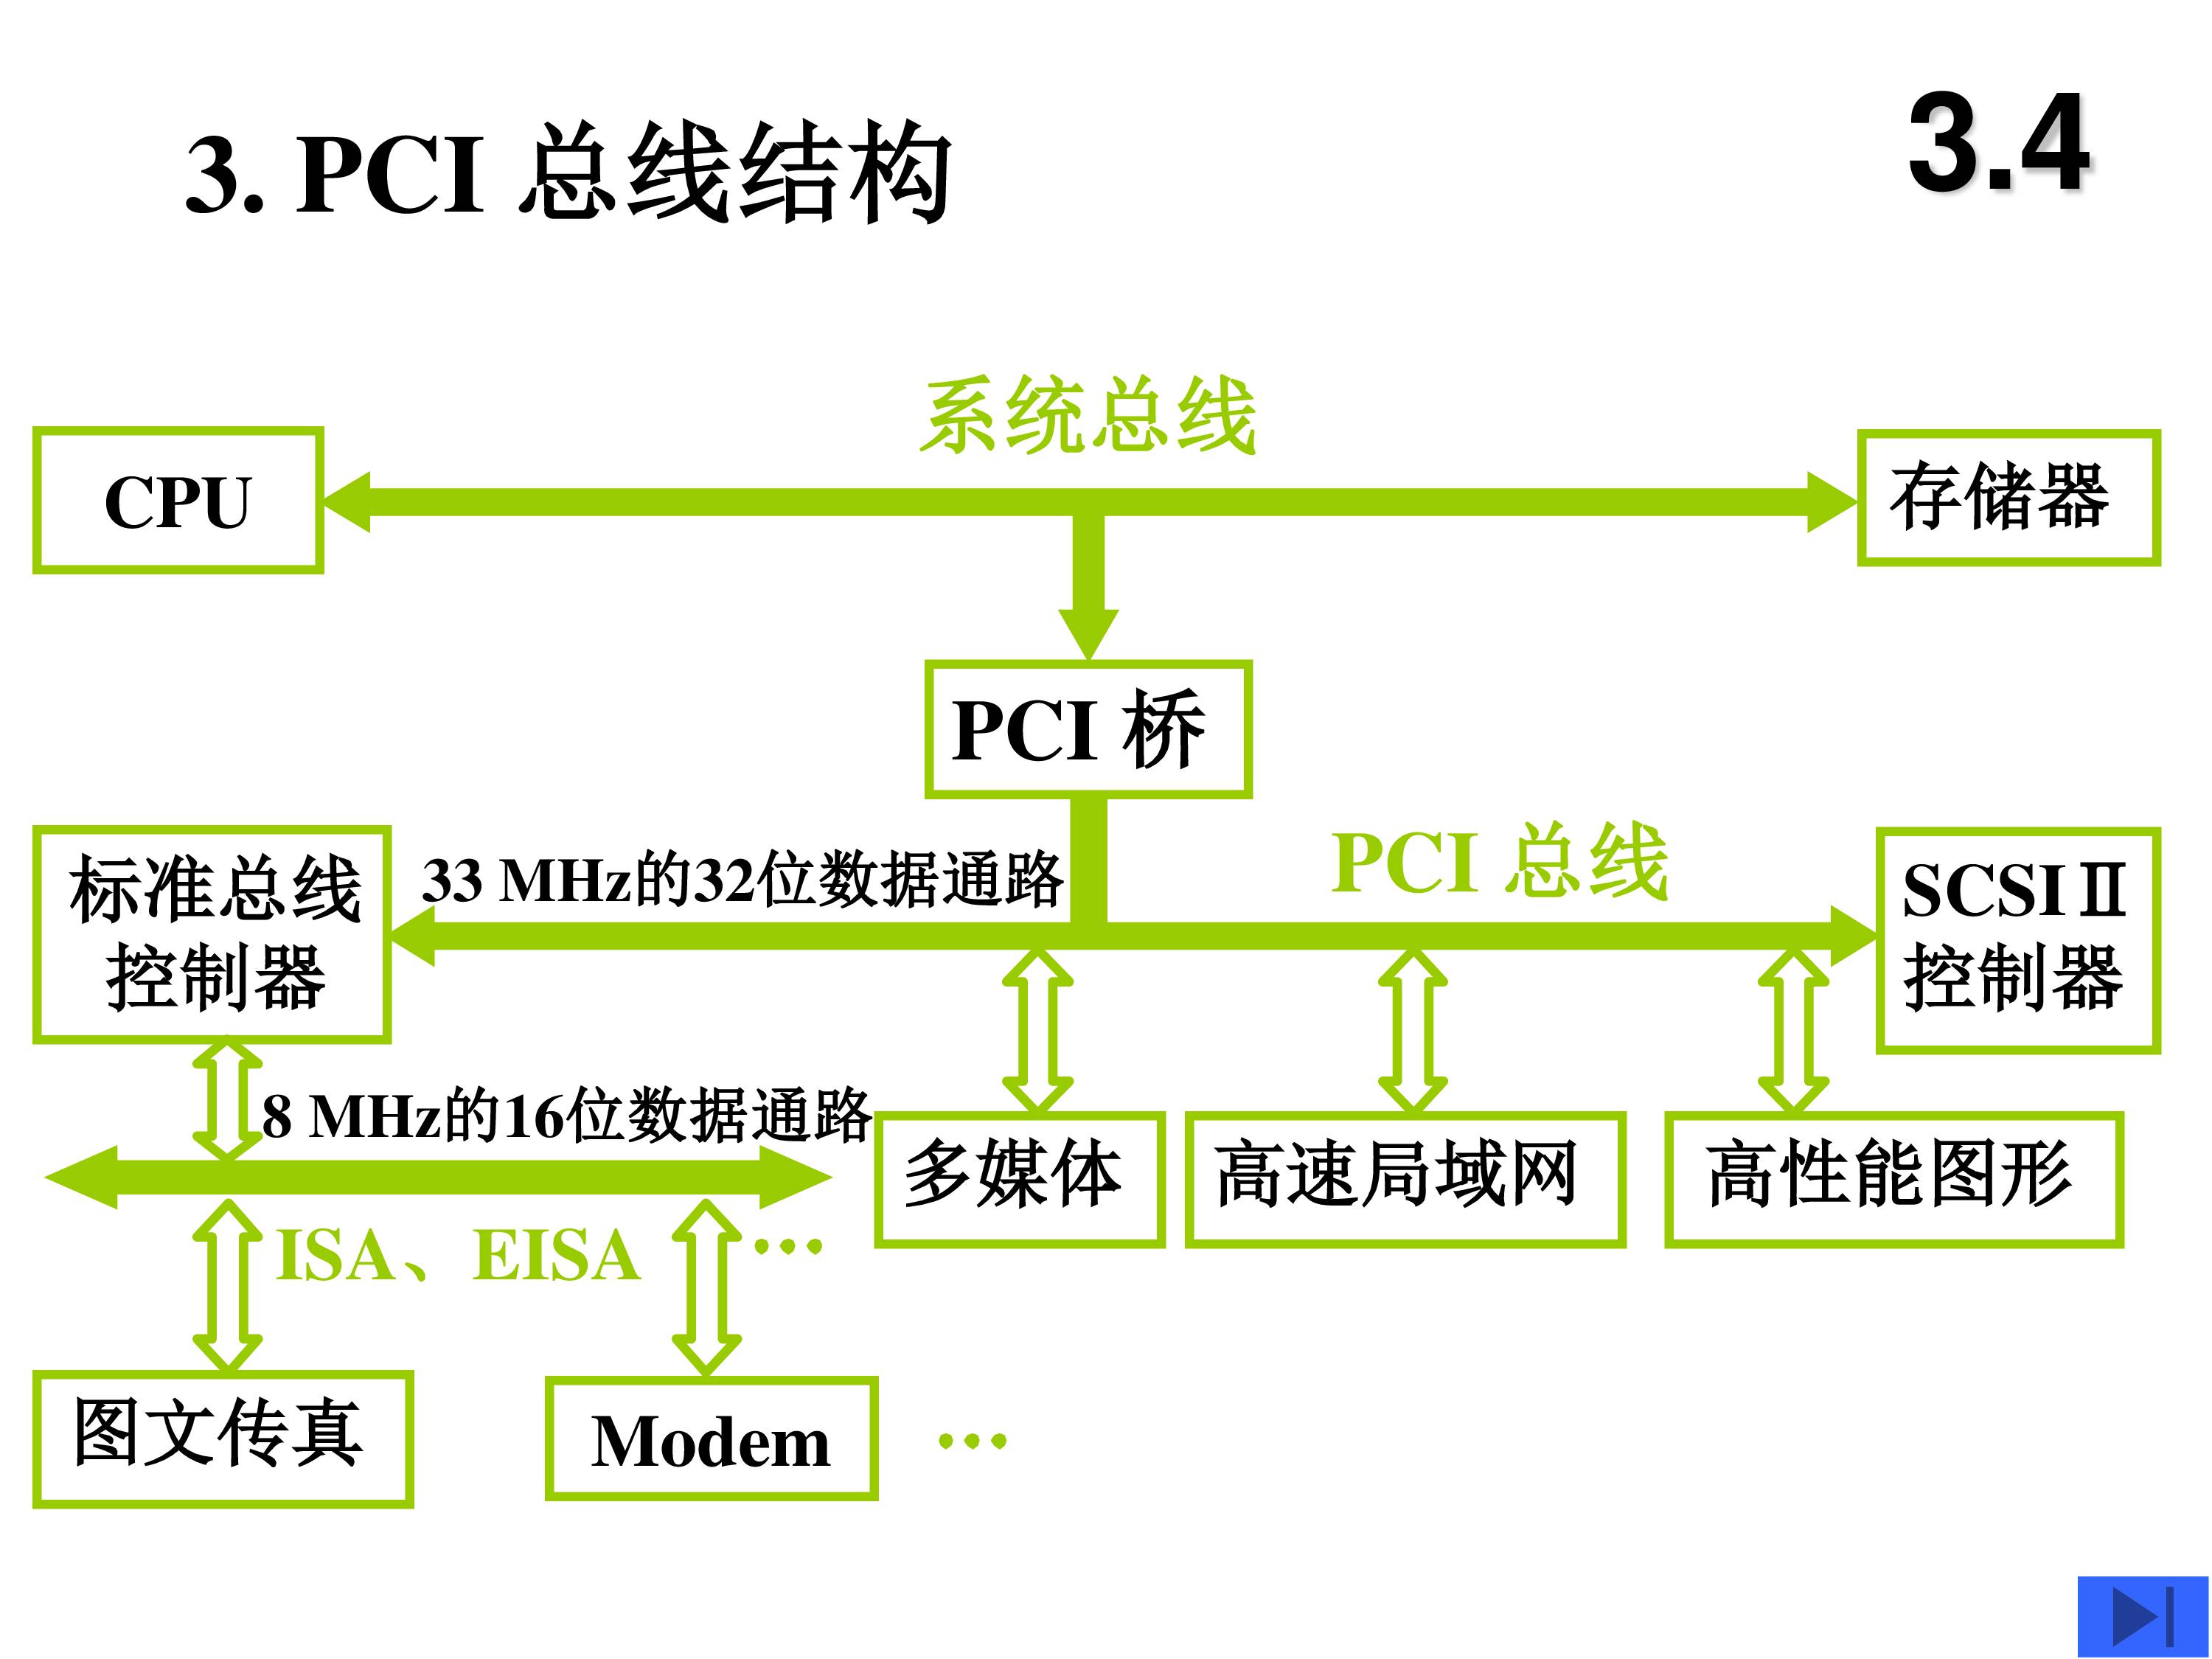 3. PCI 总线结构
3.4
系统总线
CPU
存储器
PCI 桥
PCI 总线
33 MHz的32位数据通路
标准总线
控制器
SCSI Ⅱ
控制器
8 MHz的16位数据通路
多媒体
高速局域网
高性能图形
ISA、EISA
…
图文传真
Modem
…